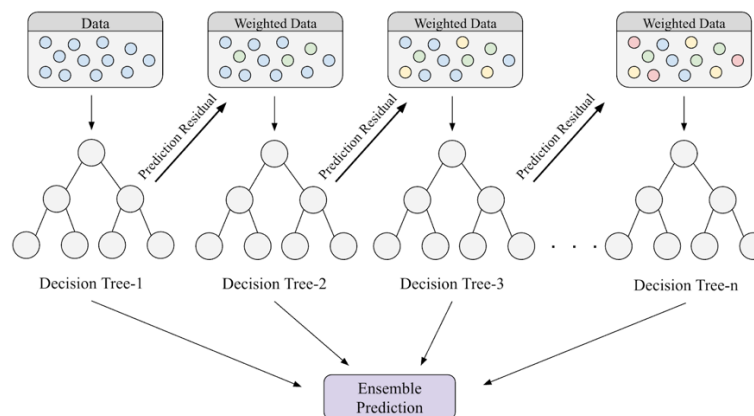 Data
Weighted Data
Weighted Data
Weighted Data
Prediction Residual
Prediction Residual
Prediction Residual
. . .
Decision Tree-1
Decision Tree-2
Decision Tree-3
Decision Tree-n
Ensemble
Prediction